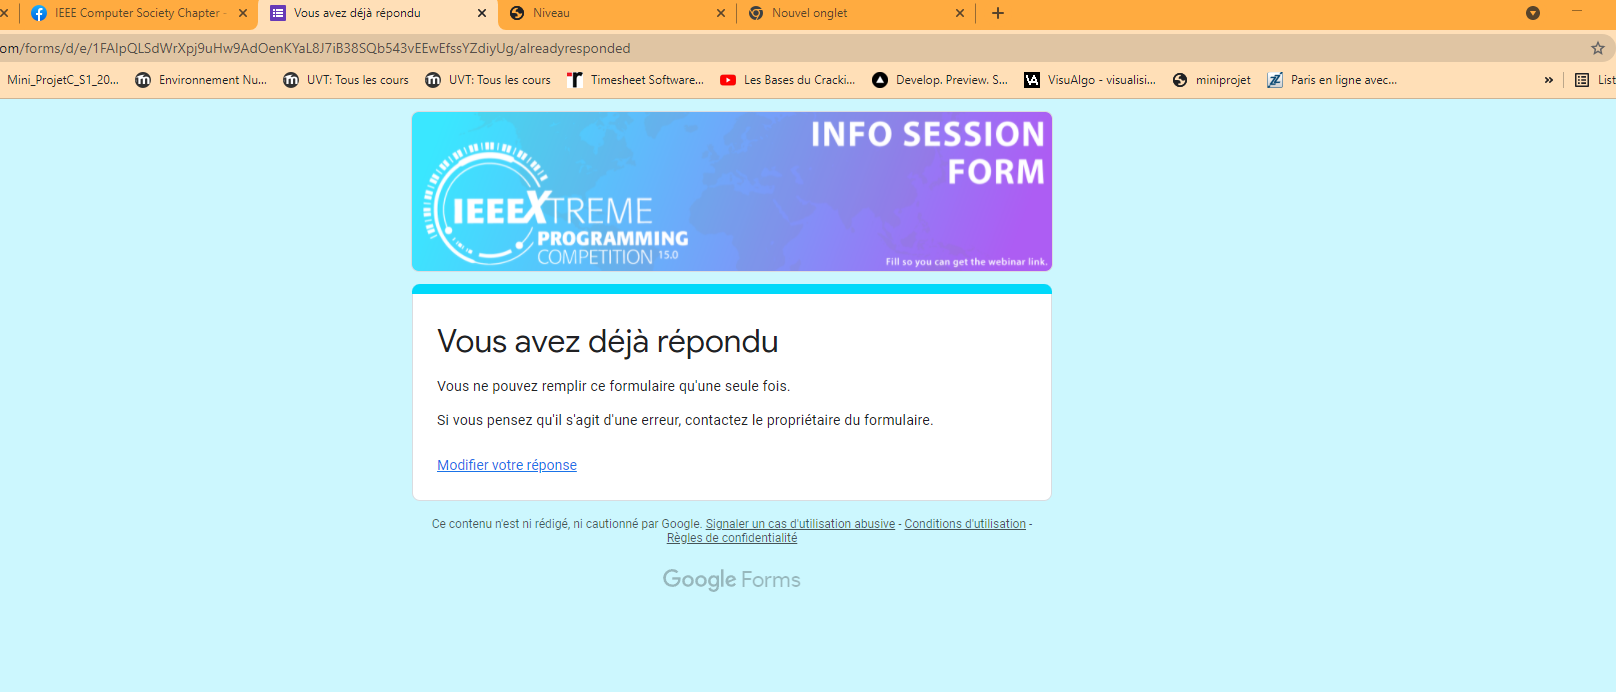 IEEE Computer Society Chapter -
Vous avez déjà répondu
Niveau
Nouvel onglet
om/forms/d/e/1FAIpQLSdWrXpj9uHw9AdOenKYaL8J7iB38SQb543vEEwEfssYZdiyUg/alreadyresponded
Mini_ProjetC_S1_20...
Environnement Nu...
UVT: Tous les cours
UVT: Tous les cours
Timesheet Software...
Les Bases du Cracki...
Develop. Preview. S...
VisuAlgo - visualisi...
miniprojet
Paris en ligne avec...
»
List
INFO SESSION
FORM
IEEEXTREME
PROGRAMMING
COMPETITION 15.0
Fill so you can get the webinar link.
Vous avez déjà répondu
Vous ne pouvez remplir ce formulaire qu'une seule fois.
Si vous pensez qu'il s'agit d'une erreur, contactez le propriétaire du formulaire.
Modifier votre réponse
Ce contenu n'est ni rédigé, ni cautionné par Google. Signaler un cas d'utilisation abusive - Conditions d'utilisation -
Règles de confidentialité
Google Forms